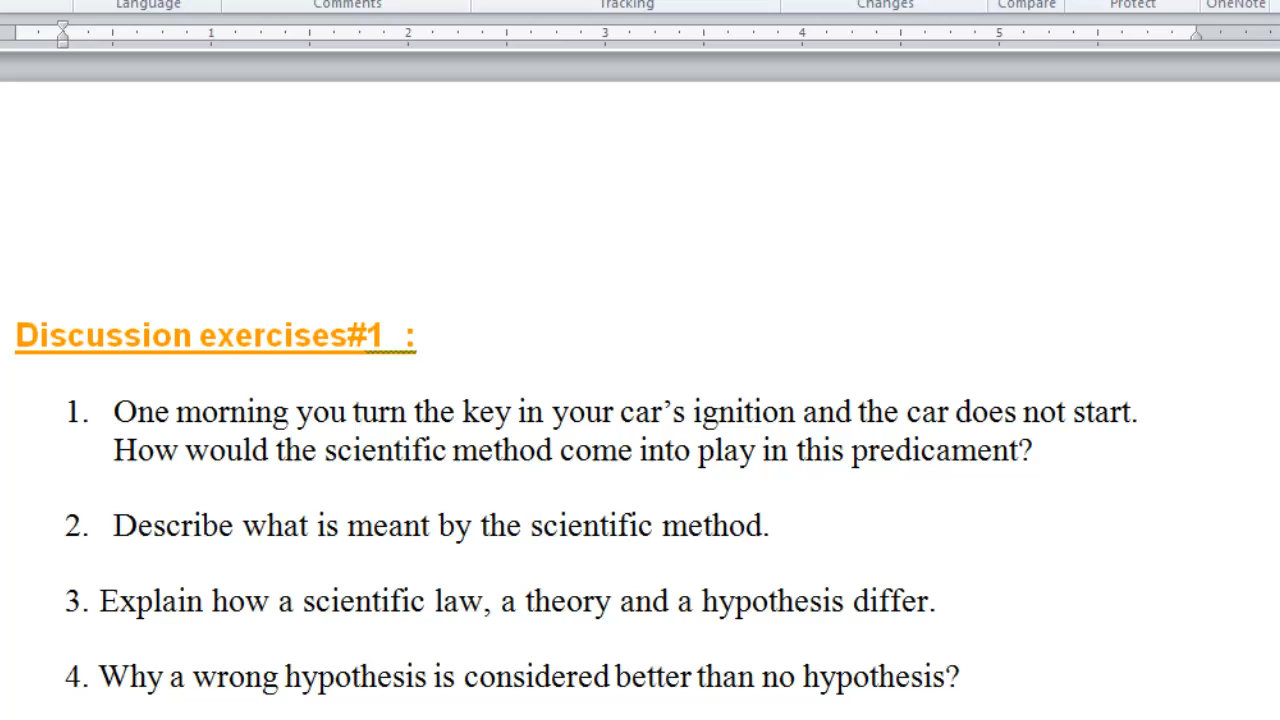 Language Comments Tracking Changes Compare Protect OneNote
1 2 3 4 5
Discussion exercises#1 :
1. One morning you turn the key in your car’s ignition and the car does not start.
How would the scientific method come into play in this predicament?
2. Describe what is meant by the scientific method.
3. Explain how a scientific law, a theory and a hypothesis differ.
4. Why a wrong hypothesis is considered better than no hypothesis?